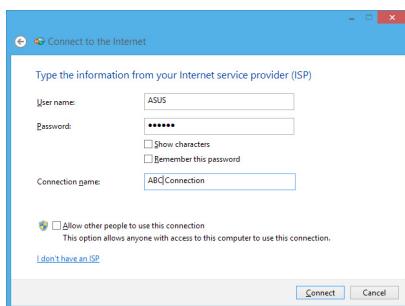 Connect to the Internet
Type the information from your Internet service provider (ISP)
User name: ASUS
Password: ••••••
Show characters
Remember this password
Connection name: ABC Connection
Allow other people to use this connection
This option allows anyone with access to this computer to use this connection.
I don't have an ISP
Connect Cancel